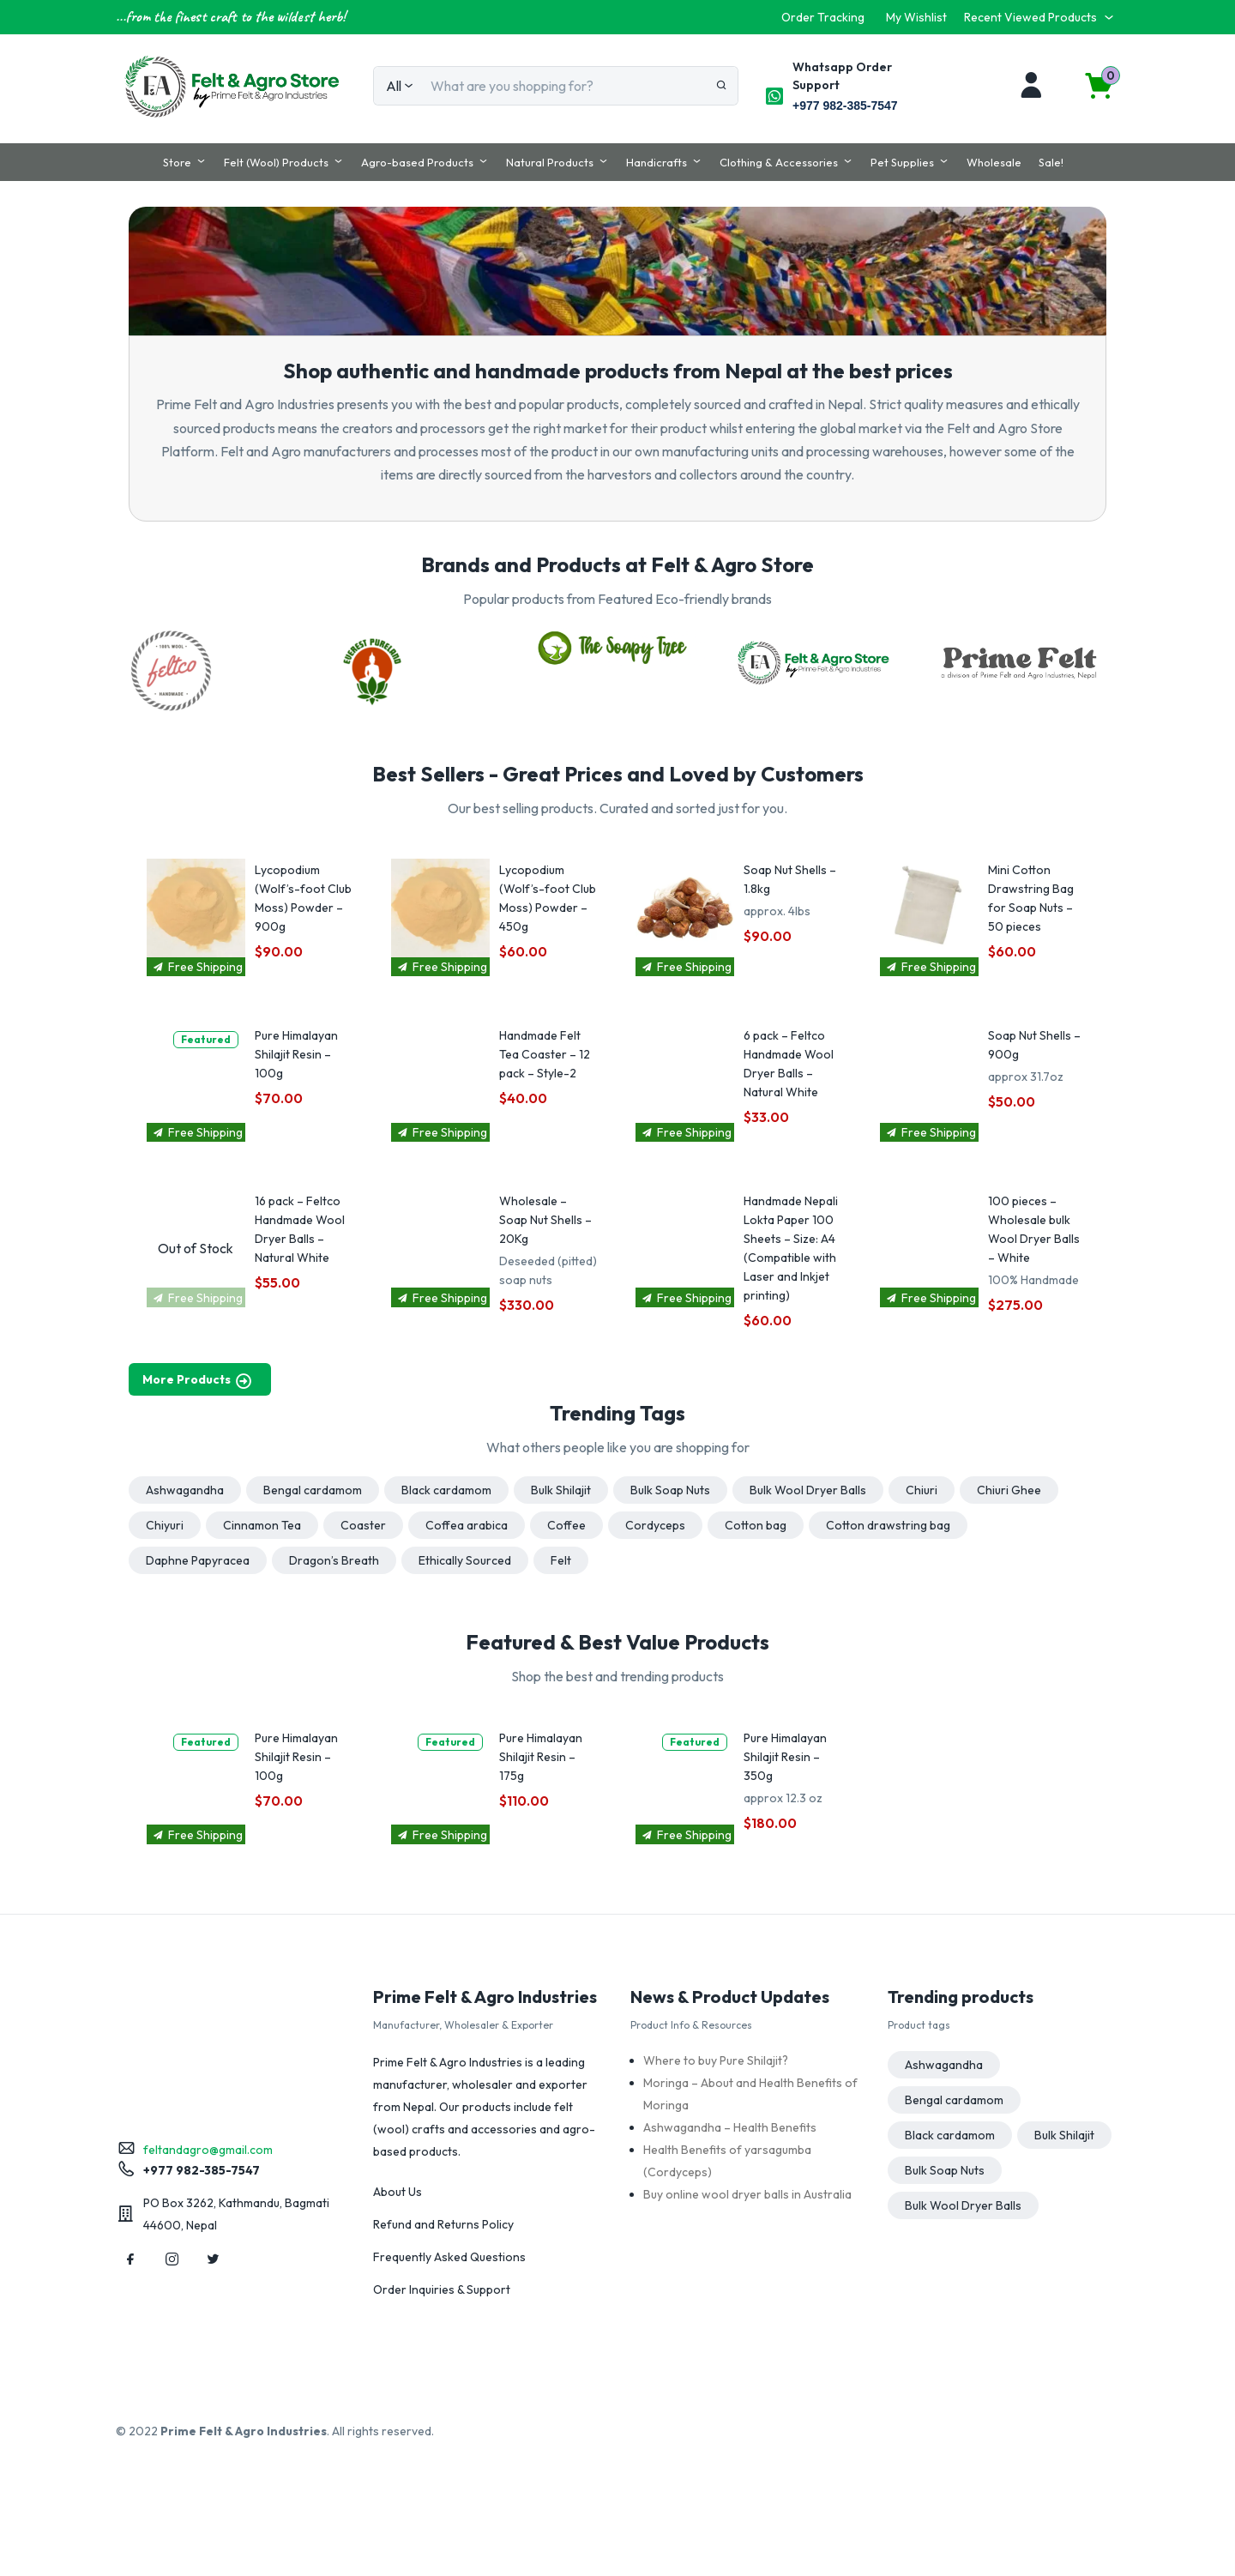 ...from the finest craft to the wildest herb!
Order Tracking My Wishlist Recent Viewed Products
FA Felt & Agro Store
by Prime Felt & Agro Industries
All What are you shopping for?
Whatsapp Order
Support
+977 982-385-7547
0
Store Felt (Wool) Products Agro-based Products Natural Products Handicrafts Clothing & Accessories Pet Supplies Wholesale Sale!
Shop authentic and handmade products from Nepal at the best prices
Prime Felt and Agro Industries presents you with the best and popular products, completely sourced and crafted in Nepal. Strict quality measures and ethically
sourced products means the creators and processors get the right market for their product whilst entering the global market via the Felt and Agro Store
Platform. Felt and Agro manufacturers and processes most of the product in our own manufacturing units and processing warehouses, however some of the
items are directly sourced from the harvestors and collectors around the country.
Brands and Products at Felt & Agro Store
Popular products from Featured Eco-friendly brands
100% WOOL
feltco
HANDMADE
EVEREST PURELAND
The Soapy Tree
FA Felt & Agro Store
by Prime Felt & Agro Industries
Prime Felt
a division of Prime Felt and Agro Industries, Nepal
Best Sellers - Great Prices and Loved by Customers
Our best selling products. Curated and sorted just for you.
Lycopodium
(Wolf's-foot Club
Moss) Powder –
900g
$90.00
Free Shipping
Lycopodium
(Wolf's-foot Club
Moss) Powder –
450g
$60.00
Free Shipping
Soap Nut Shells –
1.8kg
approx. 4lbs
$90.00
Free Shipping
Mini Cotton
Drawstring Bag
for Soap Nuts –
50 pieces
$60.00
Free Shipping
Featured
Pure Himalayan
Shilajit Resin –
100g
$70.00
Free Shipping
Handmade Felt
Tea Coaster – 12
pack – Style-2
$40.00
Free Shipping
6 pack – Feltco
Handmade Wool
Dryer Balls –
Natural White
$33.00
Free Shipping
Soap Nut Shells –
900g
approx 31.7oz
$50.00
Free Shipping
Out of Stock
16 pack – Feltco
Handmade Wool
Dryer Balls –
Natural White
$55.00
Free Shipping
Wholesale –
Soap Nut Shells –
20Kg
Deseeded (pitted)
soap nuts
$330.00
Free Shipping
Handmade Nepali
Lokta Paper 100
Sheets – Size: A4
(Compatible with
Laser and Inkjet
printing)
$60.00
Free Shipping
100 pieces –
Wholesale bulk
Wool Dryer Balls
– White
100% Handmade
$275.00
Free Shipping
More Products
Trending Tags
What others people like you are shopping for
Ashwagandha Bengal cardamom Black cardamom Bulk Shilajit Bulk Soap Nuts Bulk Wool Dryer Balls Chiuri Chiuri Ghee
Chiyuri Cinnamon Tea Coaster Coffea arabica Coffee Cordyceps Cotton bag Cotton drawstring bag
Daphne Papyracea Dragon's Breath Ethically Sourced Felt
Featured & Best Value Products
Shop the best and trending products
Featured
Pure Himalayan
Shilajit Resin –
100g
$70.00
Free Shipping
Featured
Pure Himalayan
Shilajit Resin –
175g
$110.00
Free Shipping
Featured
Pure Himalayan
Shilajit Resin –
350g
approx 12.3 oz
$180.00
Free Shipping
feltandagro@gmail.com
+977 982-385-7547
PO Box 3262, Kathmandu, Bagmati
44600, Nepal
Prime Felt & Agro Industries
Manufacturer, Wholesaler & Exporter
Prime Felt & Agro Industries is a leading
manufacturer, wholesaler and exporter
from Nepal. Our products include felt
(wool) crafts and accessories and agro-
based products.
About Us
Refund and Returns Policy
Frequently Asked Questions
Order Inquiries & Support
News & Product Updates
Product Info & Resources
Where to buy Pure Shilajit?
Moringa – About and Health Benefits of
Moringa
Ashwagandha – Health Benefits
Health Benefits of yarsagumba
(Cordyceps)
Buy online wool dryer balls in Australia
Trending products
Product tags
Ashwagandha
Bengal cardamom
Black cardamom Bulk Shilajit
Bulk Soap Nuts
Bulk Wool Dryer Balls
© 2022 Prime Felt & Agro Industries. All rights reserved.